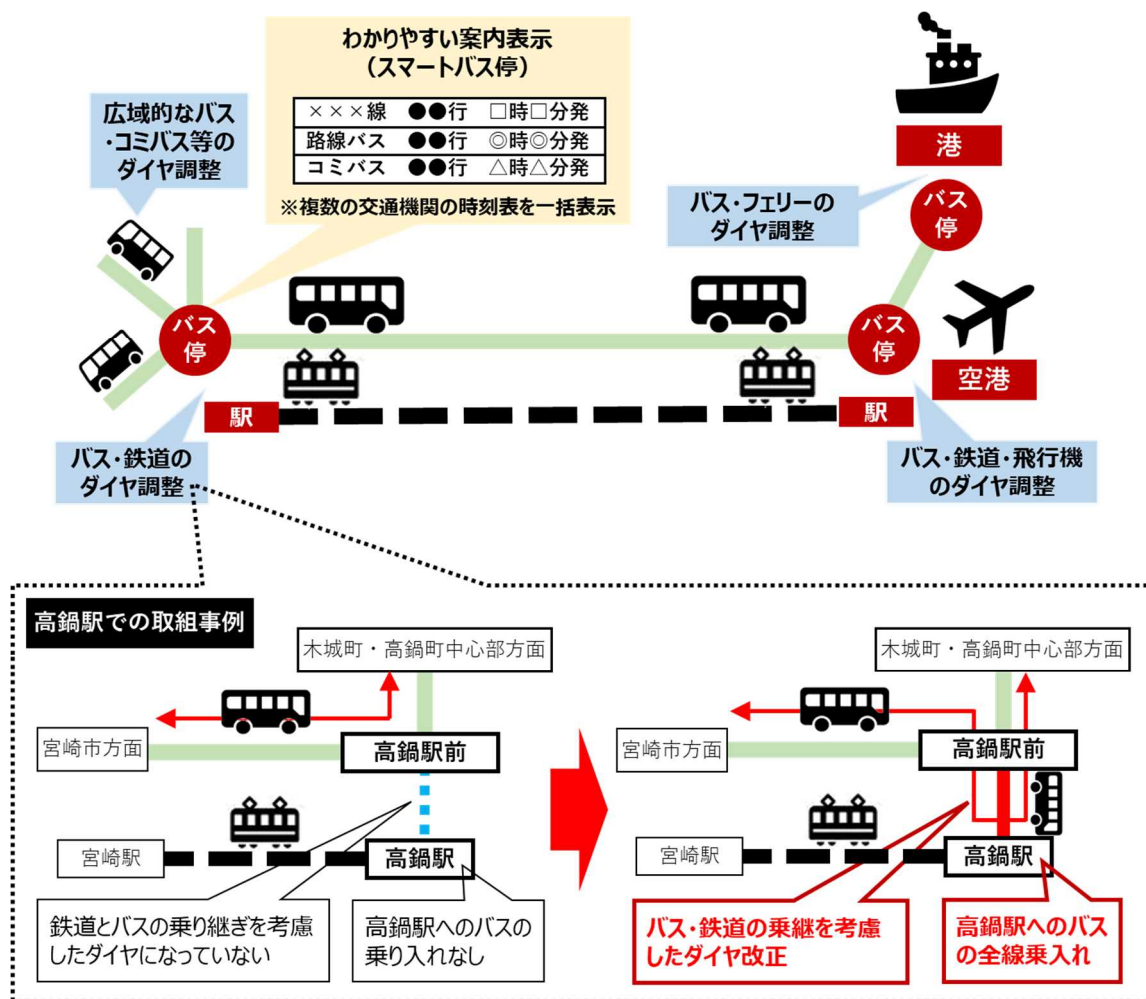 わかりやすい案内表示
（スマートバス停）
×××線 ●●行 □時□分発
路線バス ●●行 ◎時◎分発
コミバス ●●行 △時△分発
※複数の交通機関の時刻表を一括表示
広域的なバス
・コミバス等の
ダイヤ調整
港
バス・フェリーの
ダイヤ調整
バス
停
バス
停
バス
停
空港
駅
駅
バス・鉄道の
ダイヤ調整
バス・鉄道・飛行機
のダイヤ調整
高鍋駅での取組事例
木城町・高鍋町中心部方面
宮崎市方面
高鍋駅前
宮崎駅
高鍋駅
鉄道とバスの乗り継ぎを考慮
したダイヤになっていない
高鍋駅へのバスの
乗り入れなし
木城町・高鍋町中心部方面
宮崎市方面
高鍋駅前
宮崎駅
高鍋駅
バス・鉄道の乗継を考慮
したダイヤ改正
高鍋駅へのバス
の全線乗入れ